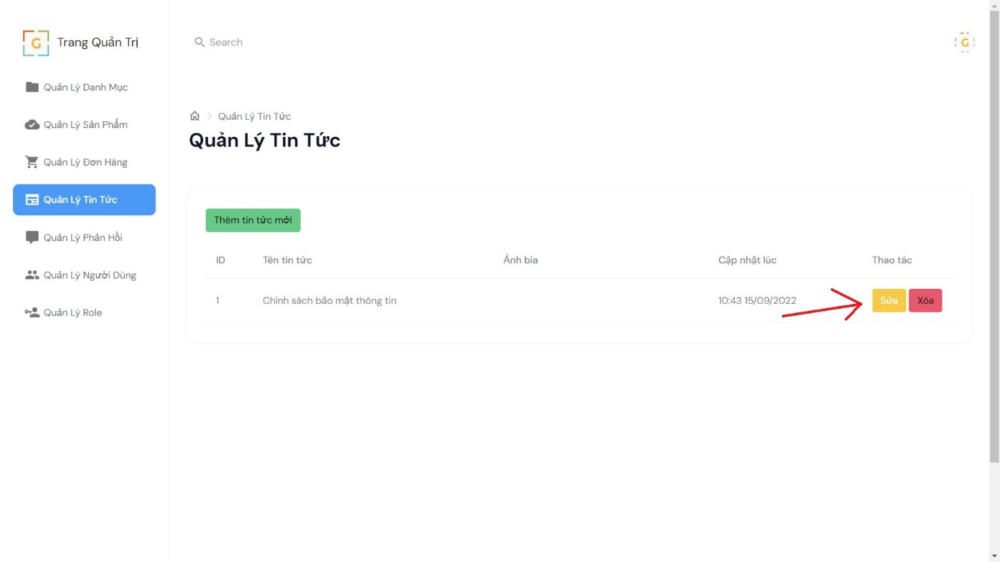 G
Trang Quản Trị
Search
G
Quản Lý Danh Mục
Quản Lý Sản Phẩm
Quản Lý Đơn Hàng
Quản Lý Tin Tức
Quản Lý Phản Hồi
Quản Lý Người Dùng
Quản Lý Role
Quản Lý Tin Tức
Quản Lý Tin Tức
Thêm tin tức mới
ID Tên tin tức Ảnh bìa Cập nhật lúc Thao tác
1 Chính sách bảo mật thông tin 10:43 15/09/2022 Sửa Xóa